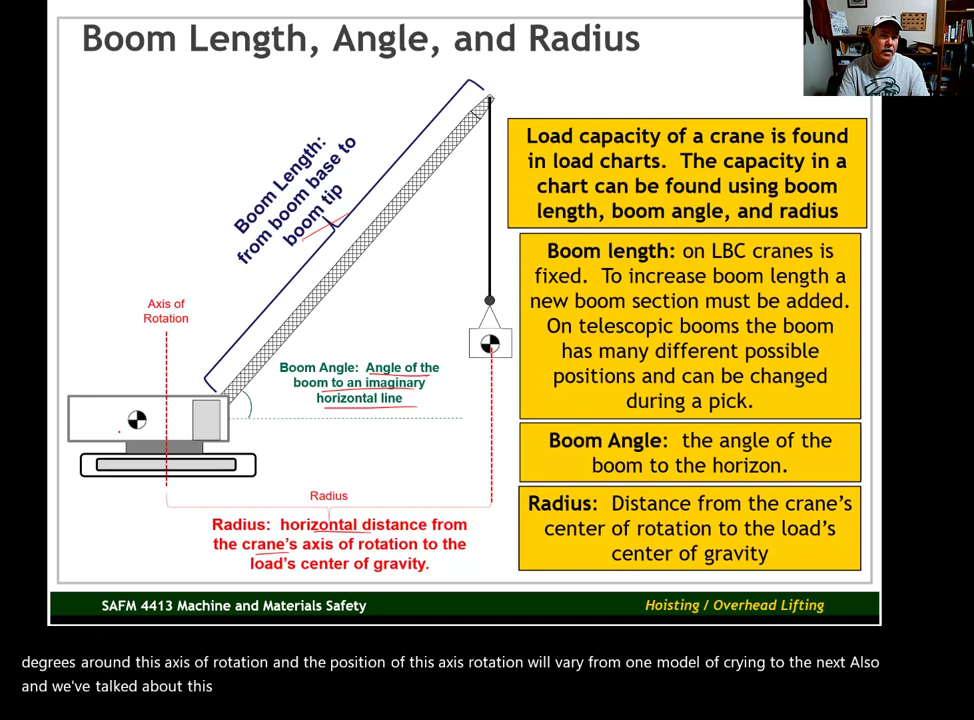 Boom Length, Angle, and Radius
Boom Length:
from boom base to
boom tip
Axis of
Rotation
Boom Angle: Angle of the
boom to an imaginary
horizontal line
Radius
Radius: horizontal distance from
the crane's axis of rotation to the
load's center of gravity.
Load capacity of a crane is found
in load charts. The capacity in a
chart can be found using boom
length, boom angle, and radius
Boom length: on LBC cranes is
fixed. To increase boom length a
new boom section must be added.
On telescopic booms the boom
has many different possible
positions and can be changed
during a pick.
Boom Angle: the angle of the
boom to the horizon.
Radius: Distance from the crane's
center of rotation to the load's
center of gravity
SAFM 4413 Machine and Materials Safety
Hoisting / Overhead Lifting
degrees around this axis of rotation and the position of this axis rotation will vary from one model of crying to the next Also
and we've talked about this